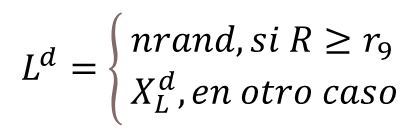 L^d = { nrand, si R ≥ r_9
X_L^d, en otro caso